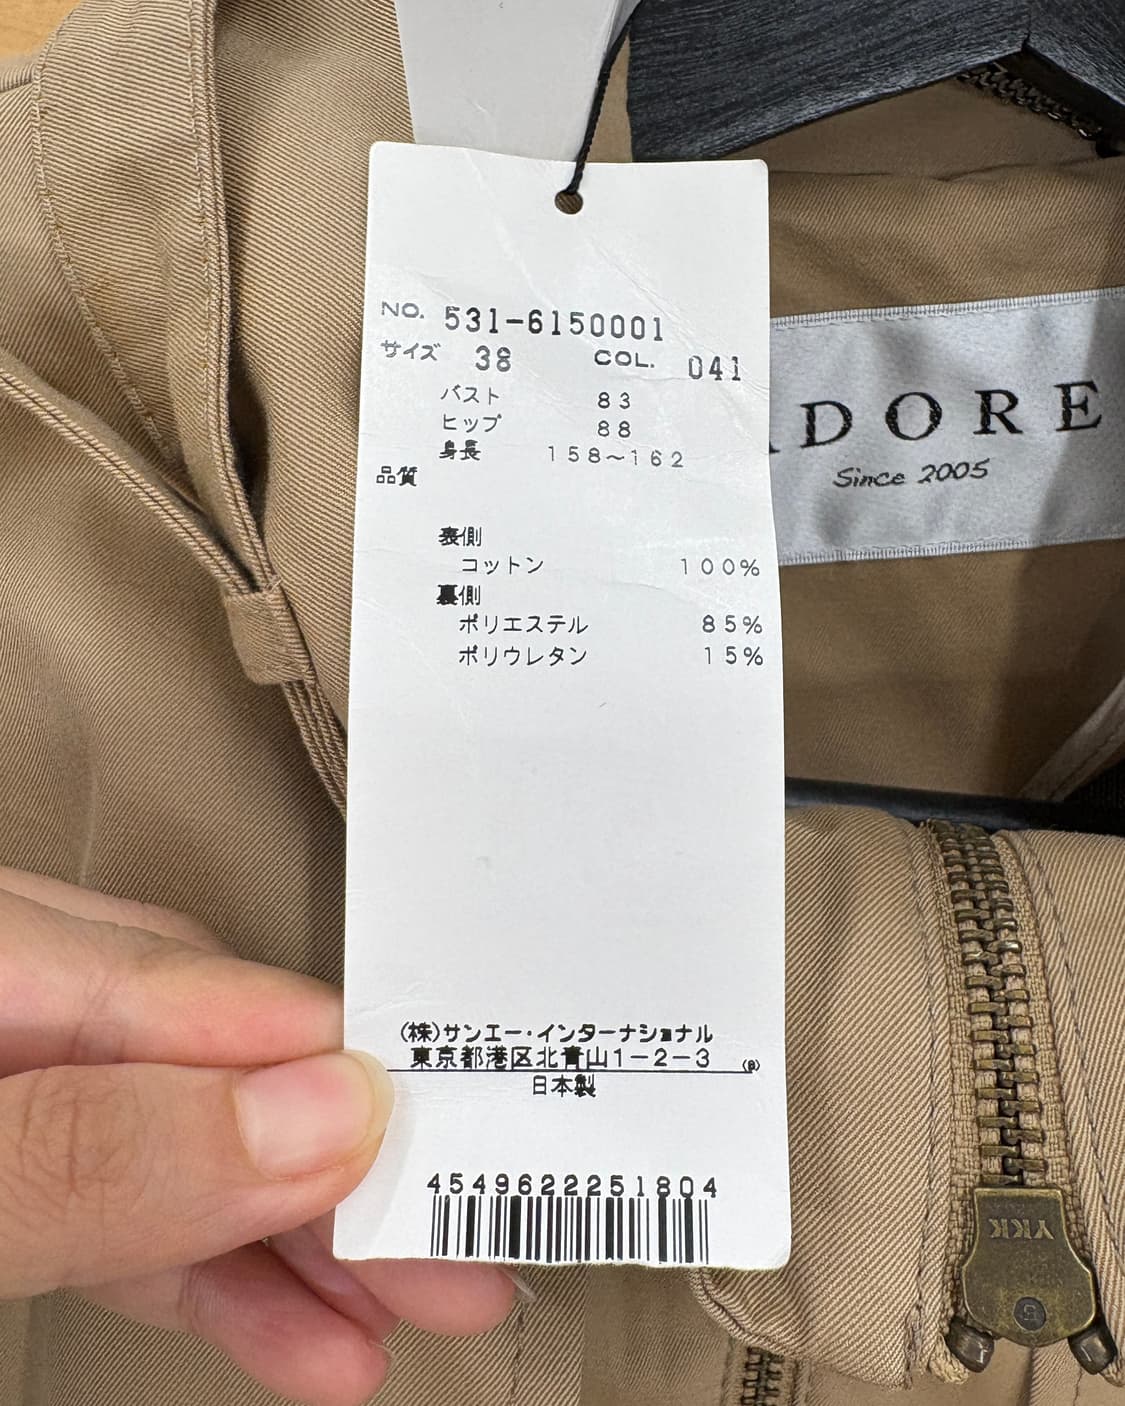 NO. 531-6150001
サイズ 38 COL. 041
バスト 83
ヒップ 88
身長 158~162
品質
表側
コットン 100%
裏側
ポリエステル 85%
ポリウレタン 15%
(株)サンエー・インターナショナル
東京都港区北青山1-2-3
日本製
4549622251804
ADORE
Since 2005
YKK
5